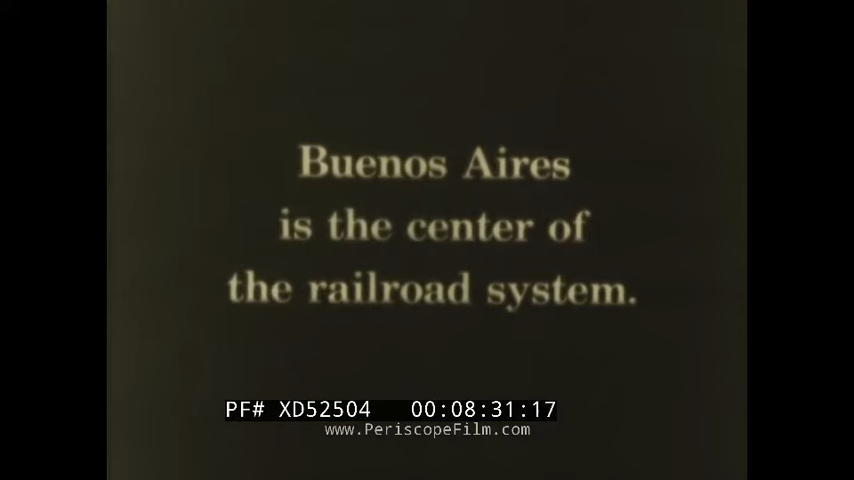 Buenos Aires
is the center of
the railroad system.
PF# XD52504 00:08:31:17
www.PeriscopeFilm.com